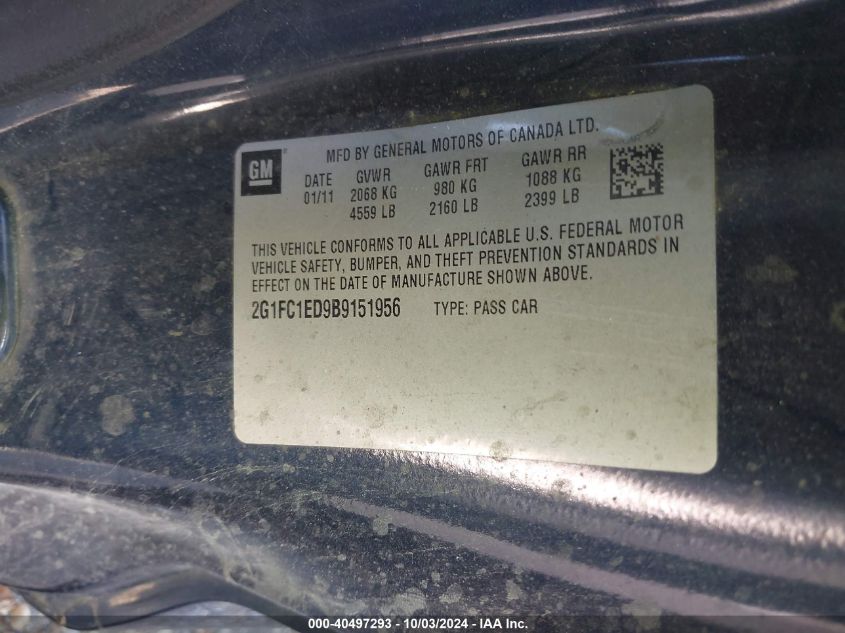 GM
MFD BY GENERAL MOTORS OF CANADA LTD.
DATE GVWR GAWR FRT GAWR RR
01/11 2068 KG 980 KG 1088 KG
4559 LB 2160 LB 2399 LB
THIS VEHICLE CONFORMS TO ALL APPLICABLE U.S. FEDERAL MOTOR
VEHICLE SAFETY, BUMPER, AND THEFT PREVENTION STANDARDS IN
EFFECT ON THE DATE OF MANUFACTURE SHOWN ABOVE.
2G1FC1ED9B9151956 TYPE: PASS CAR
000-40497293 - 10/03/2024 - IAA Inc.